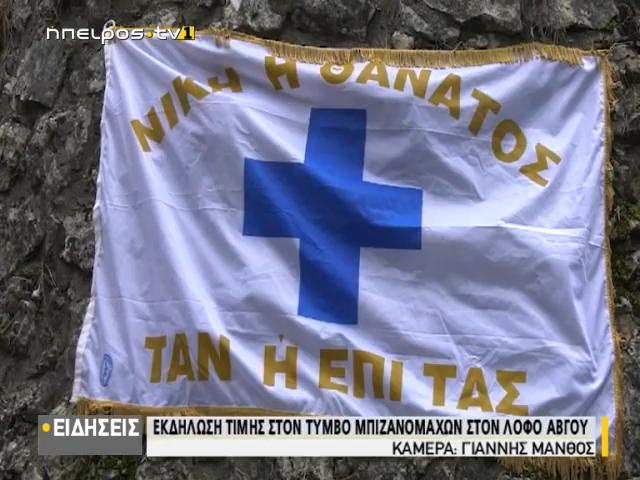 ηπειρος·tv1
ΝΙΚΗ Η ΘΑΝΑΤΟΣ
ΤΑΝ Ή ΕΠΙ ΤΑΣ
•ΕΙΔΗΣΕΙΣ
ΕΚΔΗΛΩΣΗ ΤΙΜΗΣ ΣΤΟΝ ΤΥΜΒΟ ΜΠΙΖΑΝΟΜΑΧΩΝ ΣΤΟΝ ΛΟΦΟ ΑΒΓΟΥ
ΚΑΜΕΡΑ: ΓΙΑΝΝΗΣ ΜΑΝΘΟΣ